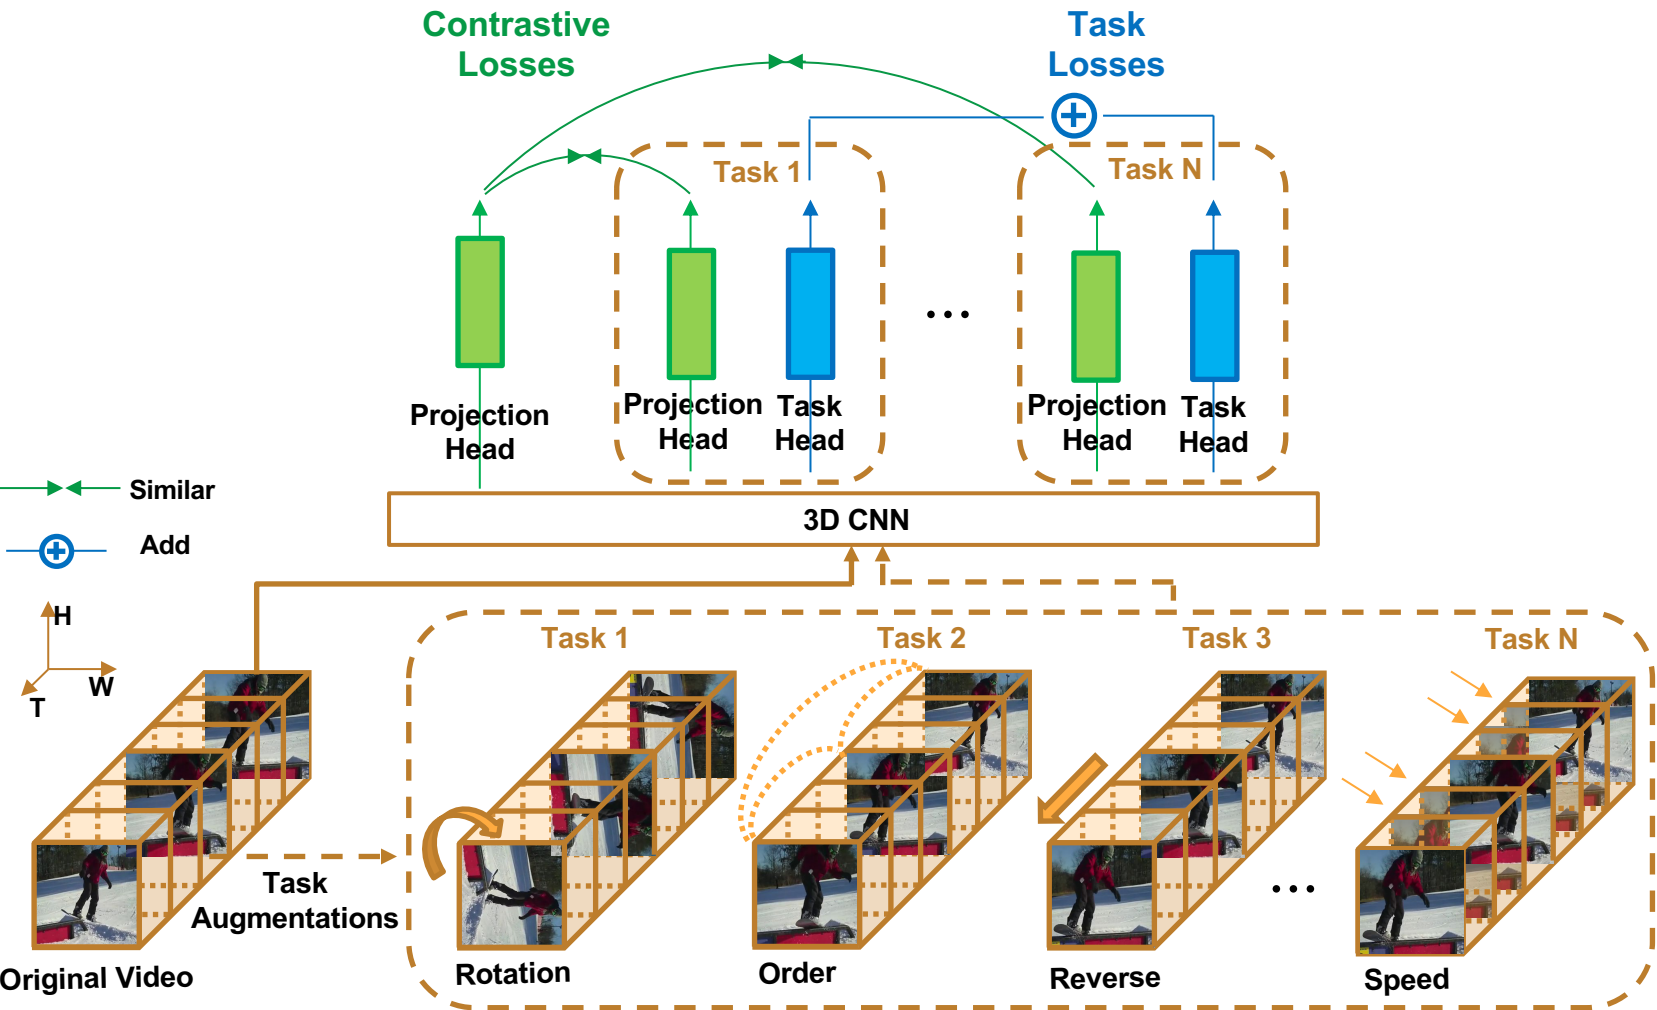 Contrastive
Losses
Task
Losses
Task 1
Task N
Projection
Head
Projection
Head
Task
Head
...
Projection
Head
Task
Head
Similar
Add
3D CNN
H
W
T
Task 1
Task 2
Task 3
Task N
Task
Augmentations
...
Original Video
Rotation
Order
Reverse
Speed